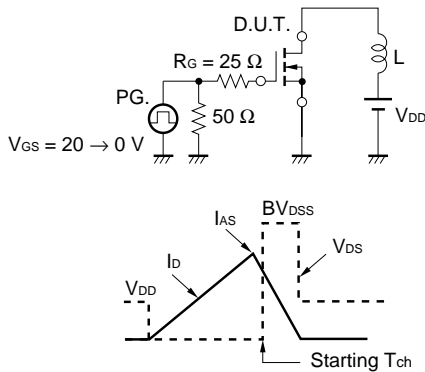 D.U.T.
RG = 25 Ω
L
PG.
50 Ω
VDD
VGS = 20 → 0 V
BVDSS
IAS
ID
VDS
VDD
Starting Tch